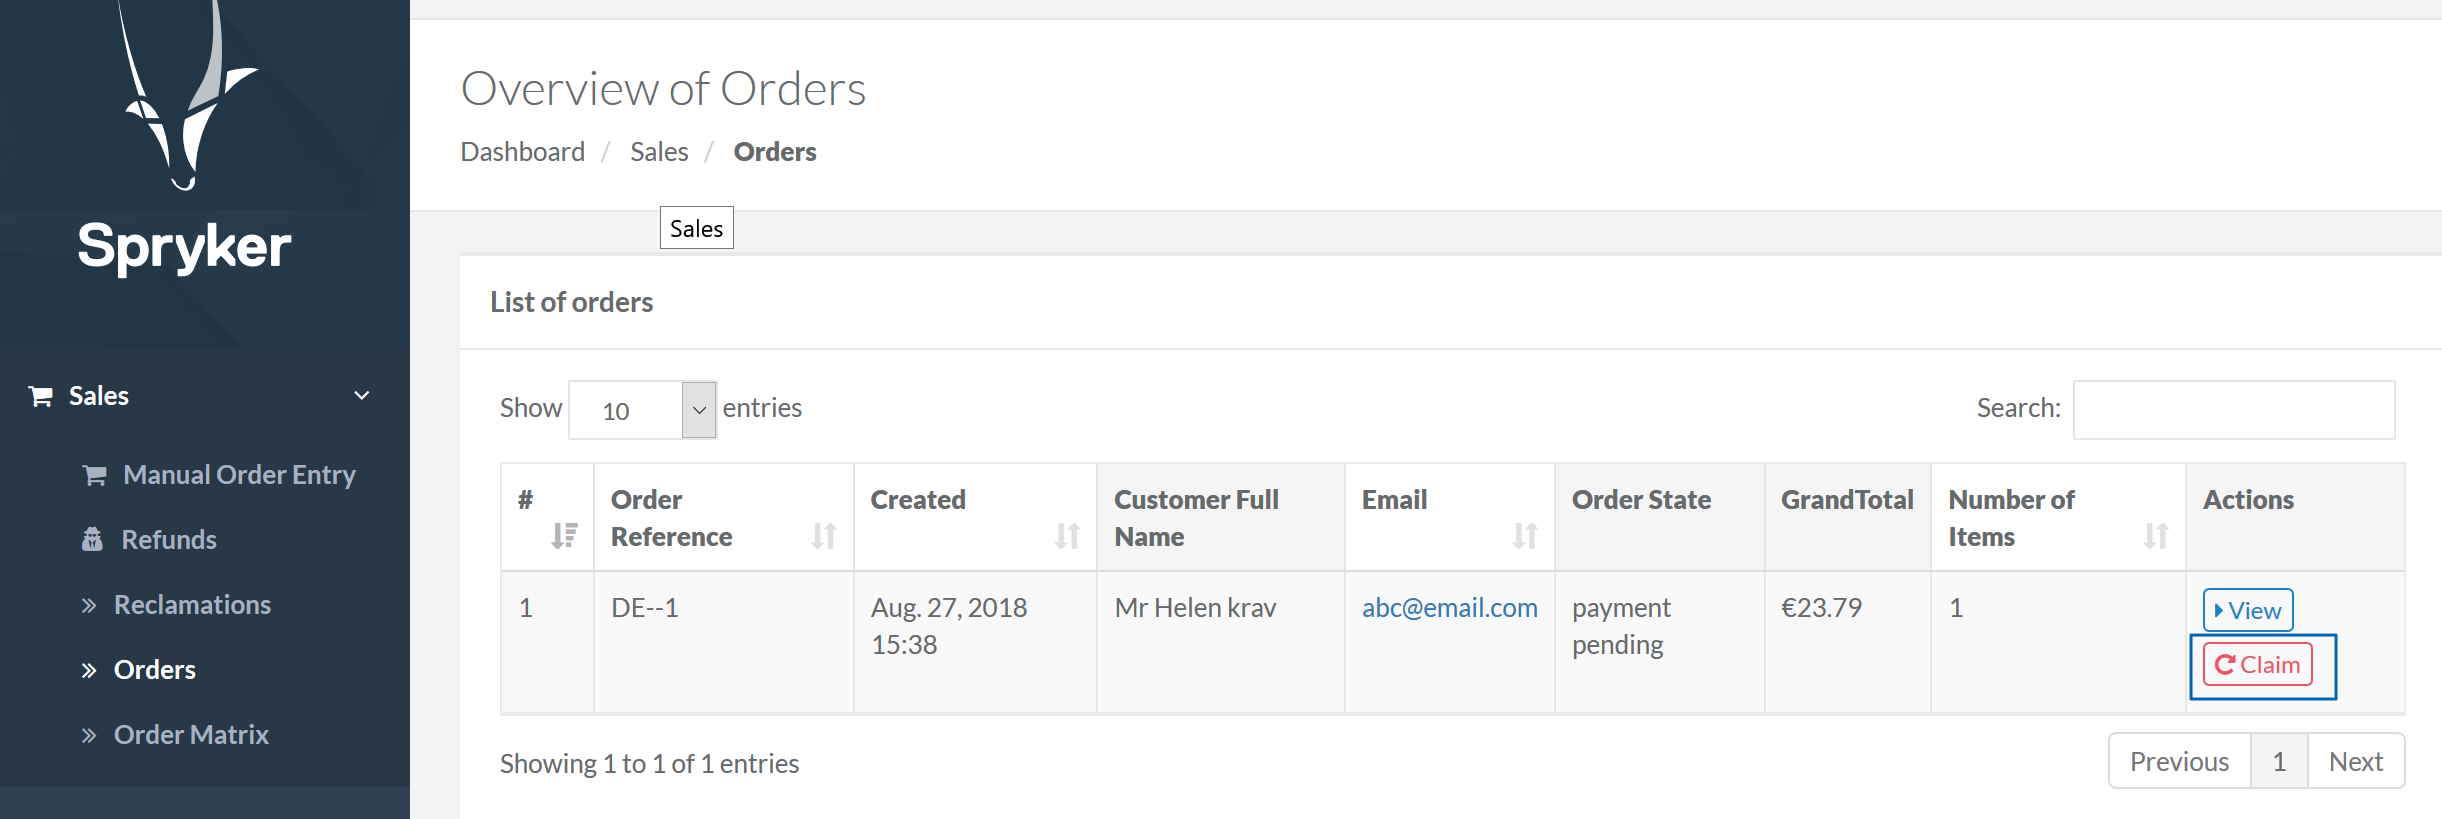 Spryker
Sales
Manual Order Entry
Refunds
Reclamations
Orders
Order Matrix
Overview of Orders
Dashboard / Sales / Orders
Sales
List of orders
Show 10 entries
Search:
# Order Reference Created Customer Full Name Email Order State GrandTotal Number of Items Actions
1 DE--1 Aug. 27, 2018 15:38 Mr Helen krav abc@email.com payment pending €23.79 1 View
Claim
Showing 1 to 1 of 1 entries
Previous 1 Next